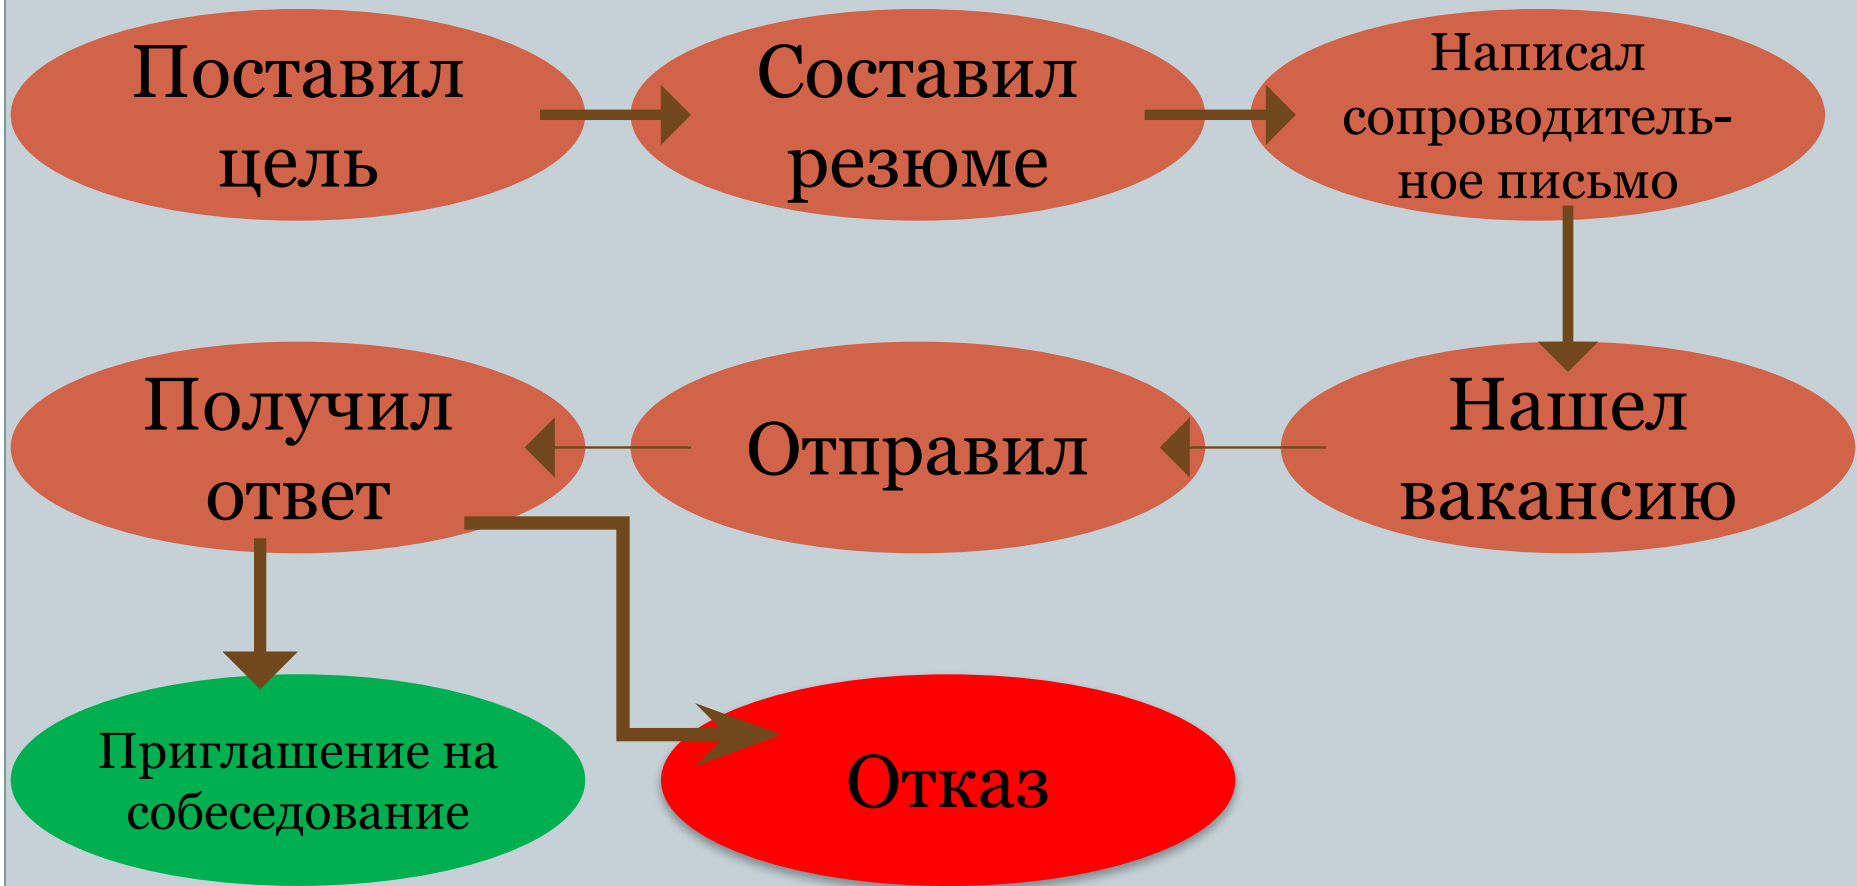 Поставил
цель
Составил
резюме
Написал
сопроводитель-
ное письмо
Нашел
вакансию
Отправил
Получил
ответ
Приглашение на
собеседование
Отказ